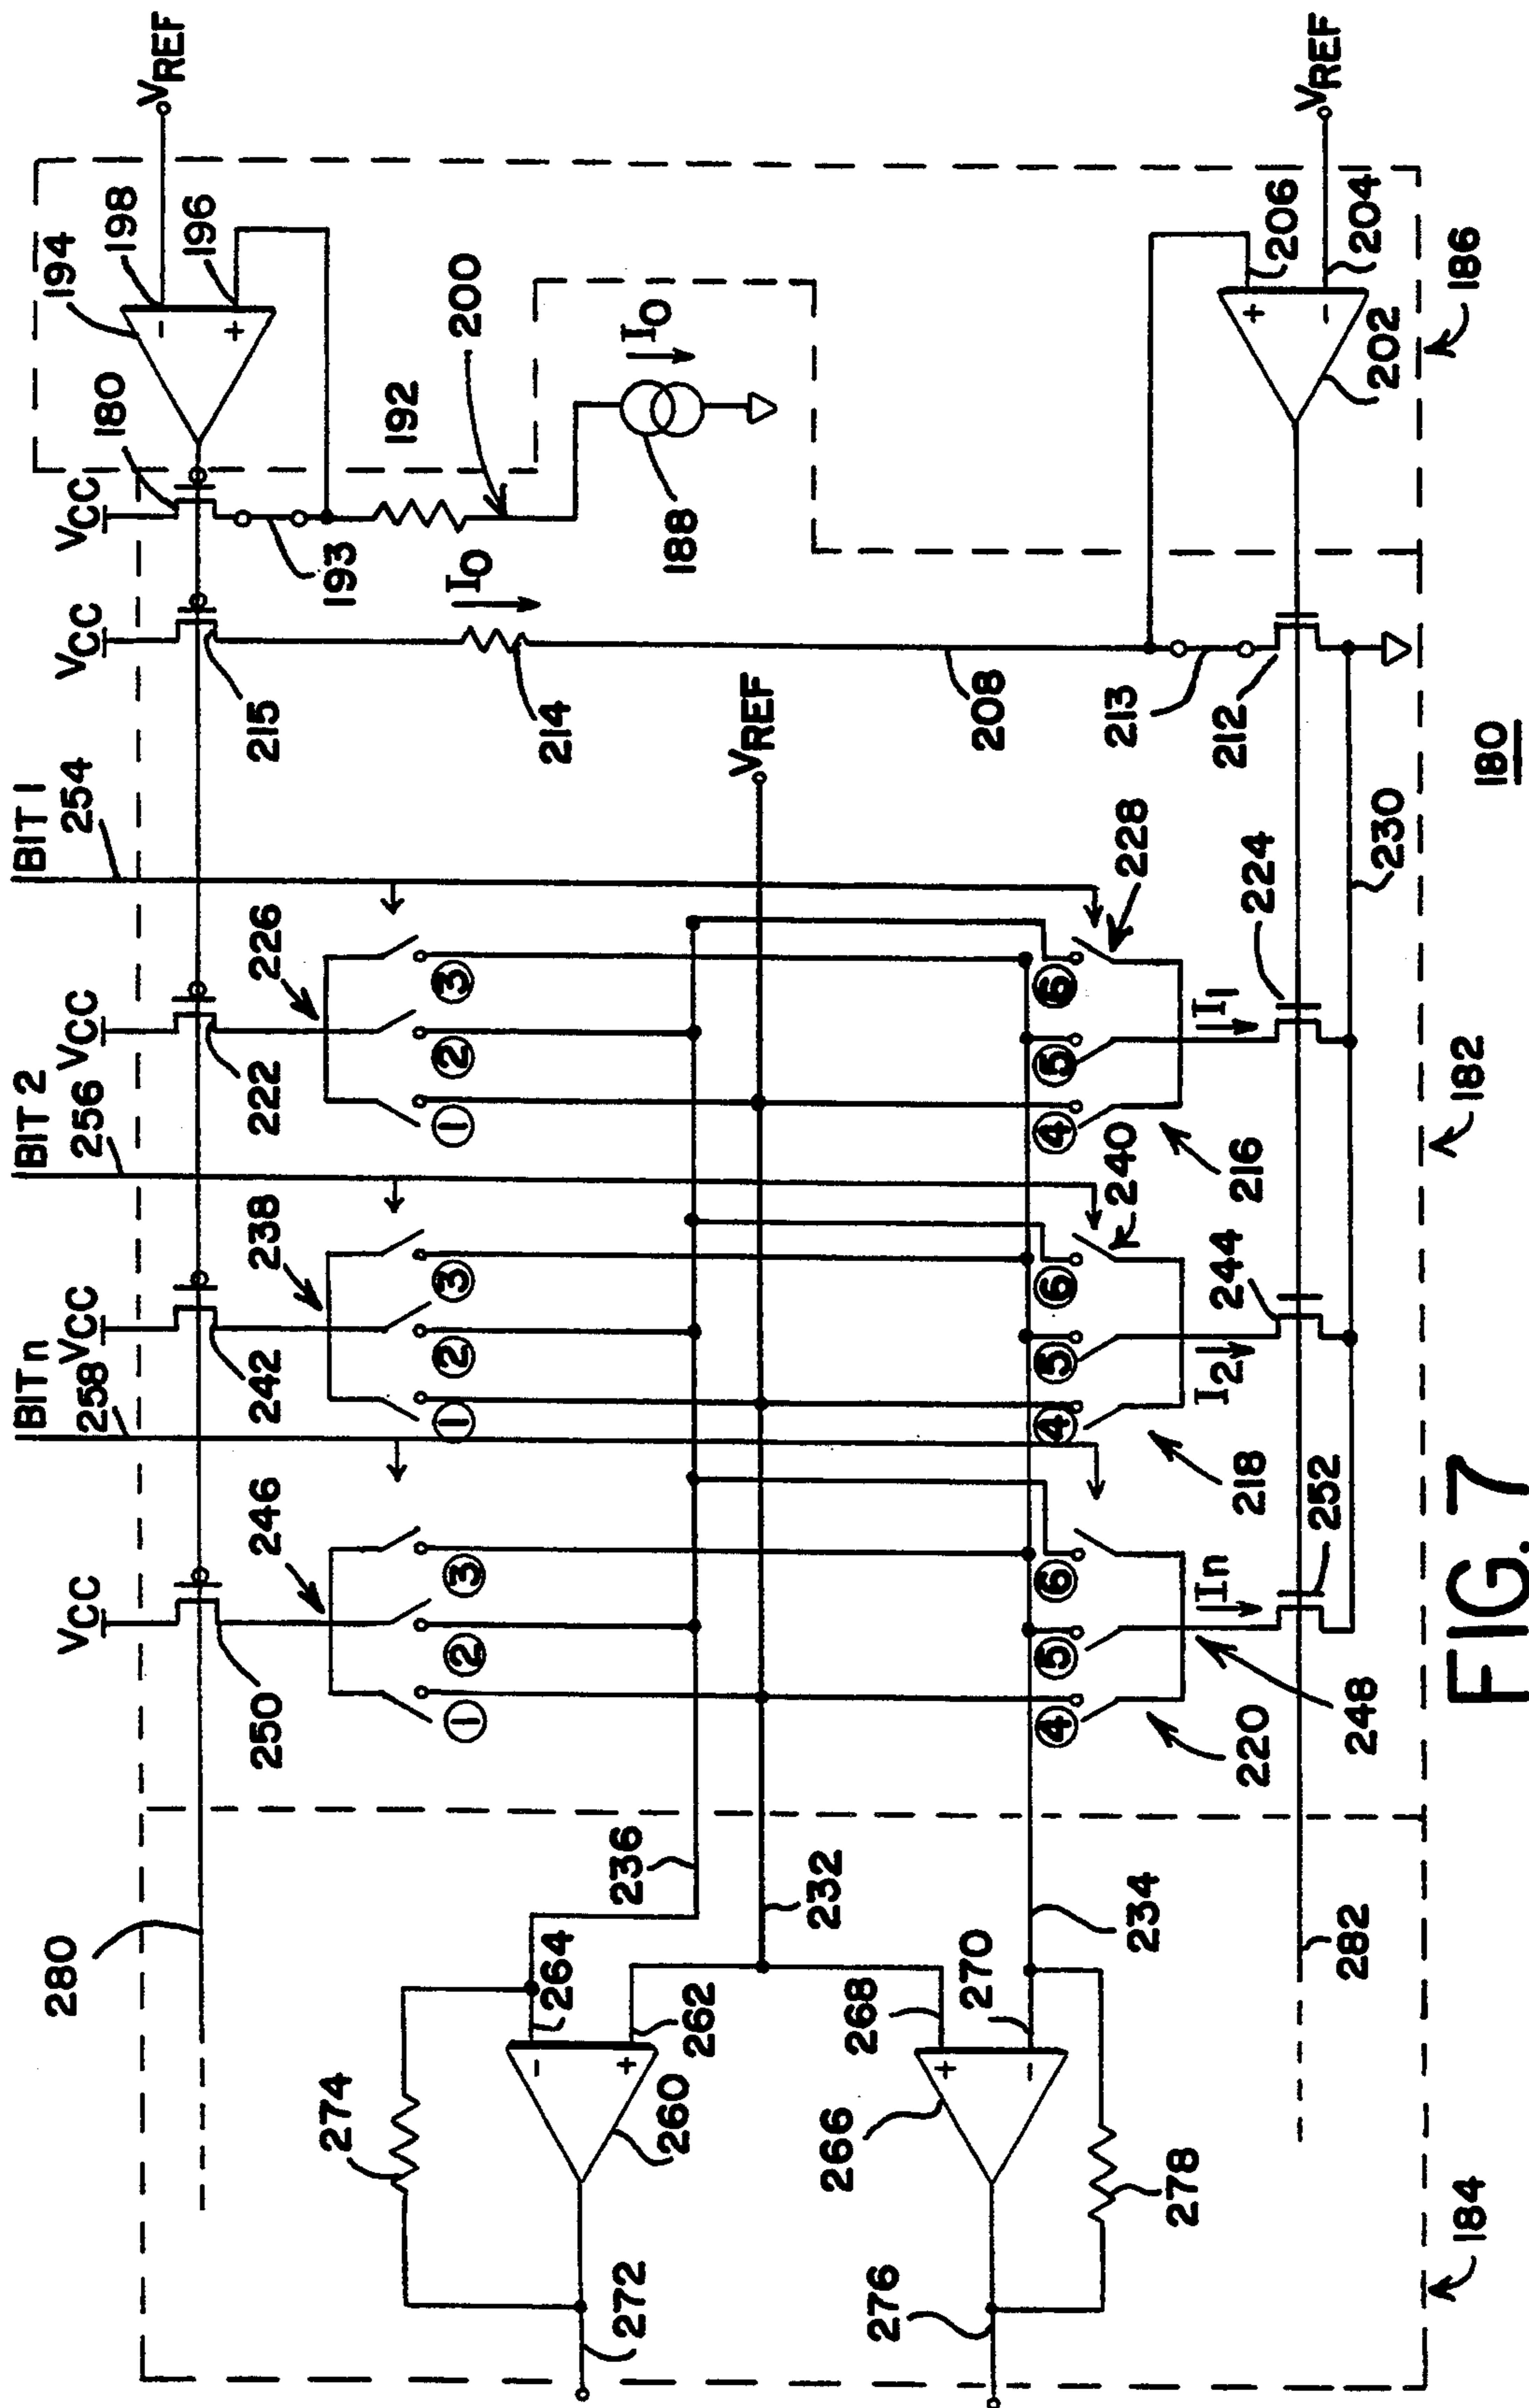 BIT n
258
BIT 2
256
BIT 1
254
VCC
VCC
VCC
VCC
VCC
VREF
280
250
242
222
215
180
194
198
196
193
192
200
I0
188
246
238
226
I0
214
① ② ③
① ② ③
① ② ③
274
264
262
260
272
236
232
VREF
208
234
268
270
266
276
278
④ ⑤ ⑥
④ ⑤ ⑥
④ ⑤ ⑥
240
228
213
206
204
VREF
202
220
248
In
218
I2
216
I1
252
244
224
212
282
230
184
182
186
180
FIG. 7
- + + - - + + -